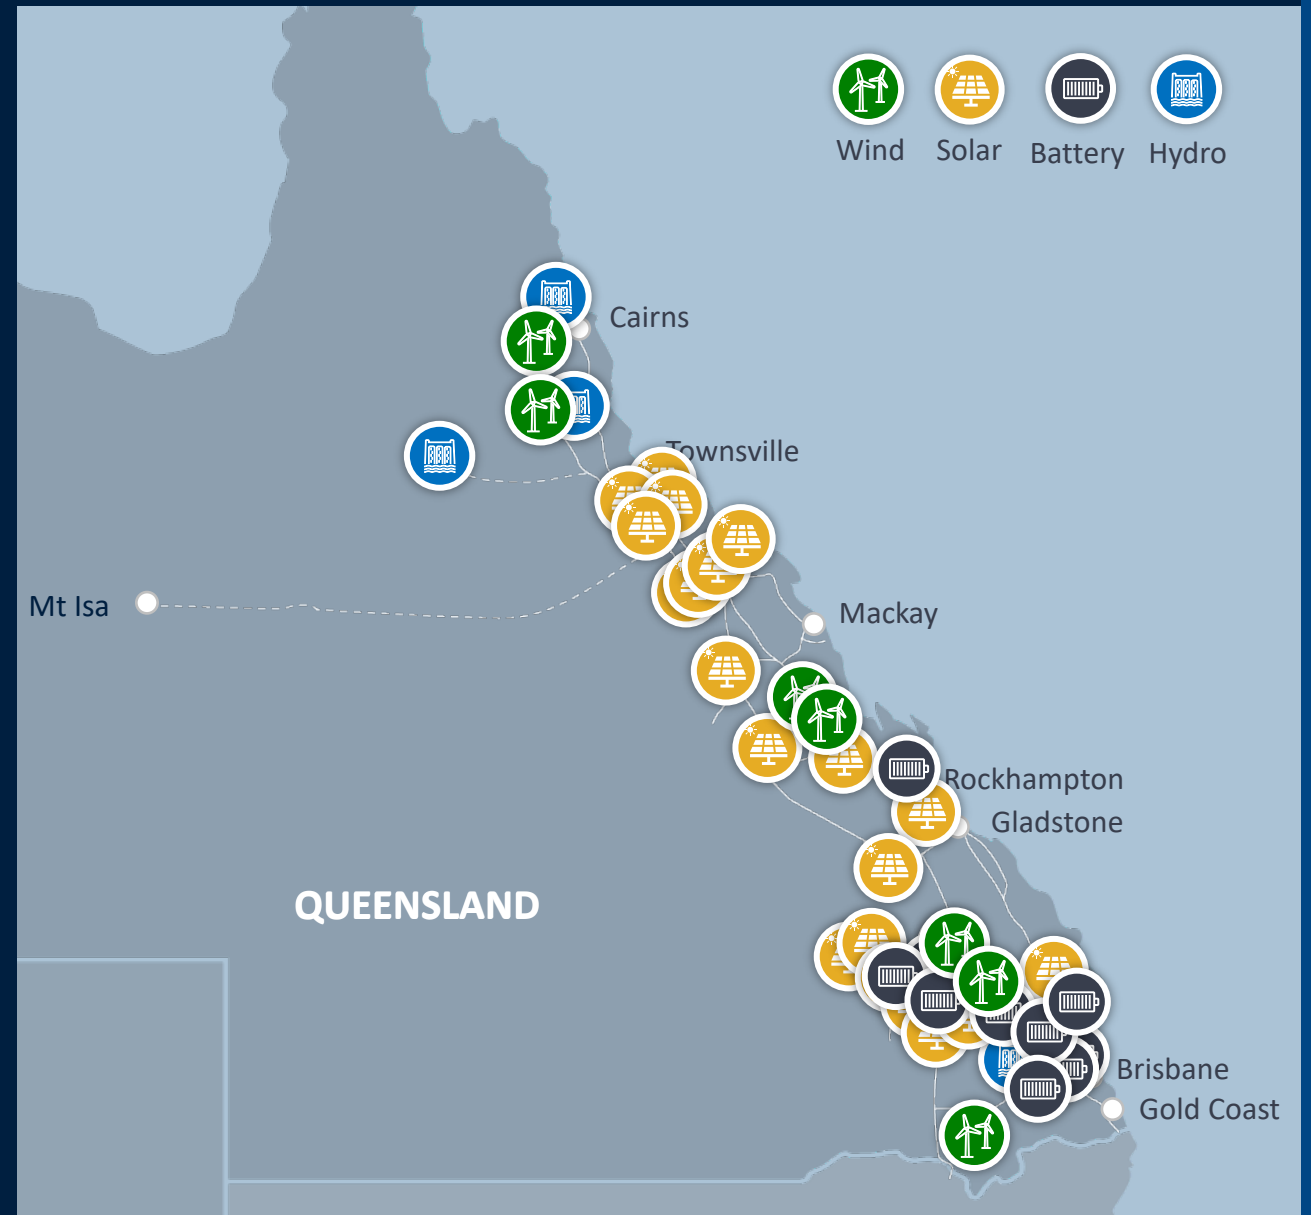 Wind Solar Battery Hydro
Cairns
Townsville
Mt Isa
Mackay
Rockhampton
Gladstone
QUEENSLAND
Brisbane
Gold Coast